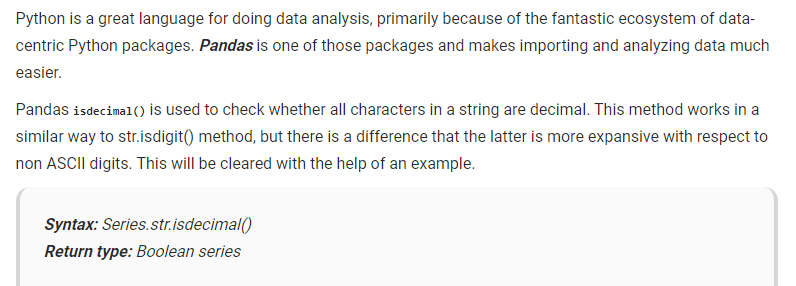 Python is a great language for doing data analysis, primarily because of the fantastic ecosystem of data-
centric Python packages. Pandas is one of those packages and makes importing and analyzing data much
easier.
Pandas isdecimal() is used to check whether all characters in a string are decimal. This method works in a
similar way to str.isdigit() method, but there is a difference that the latter is more expansive with respect to
non ASCII digits. This will be cleared with the help of an example.
Syntax: Series.str.isdecimal()
Return type: Boolean series